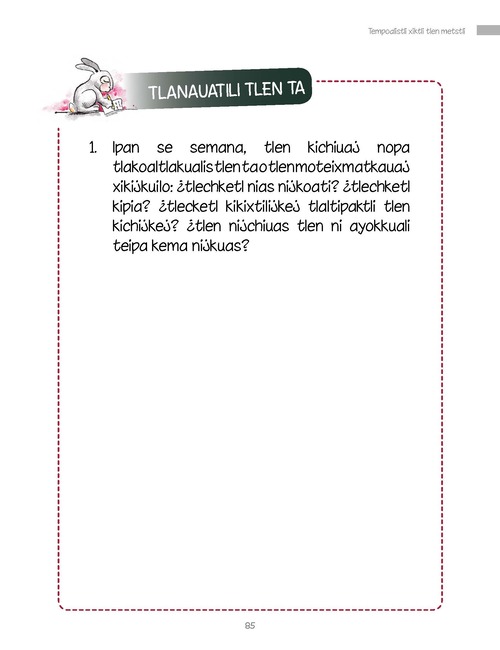 Tempoalistli xiktli tlen metstli
TLANAUATILI TLEN TA
1. Ipan se semana, tlen kichiuaj nopa
tlakoaltlakualis tlen ta o tlen moteixmatkauaj
xikijkuilo: ¿tlechketl nias nijkoati? ¿tlechketl
kipia? ¿tlecketl kikixtilijkej tlaltipaktli tlen
kichijkej? ¿tlen nijchiuas tlen ni ayokkuali
teipa kema nijkuas?
85